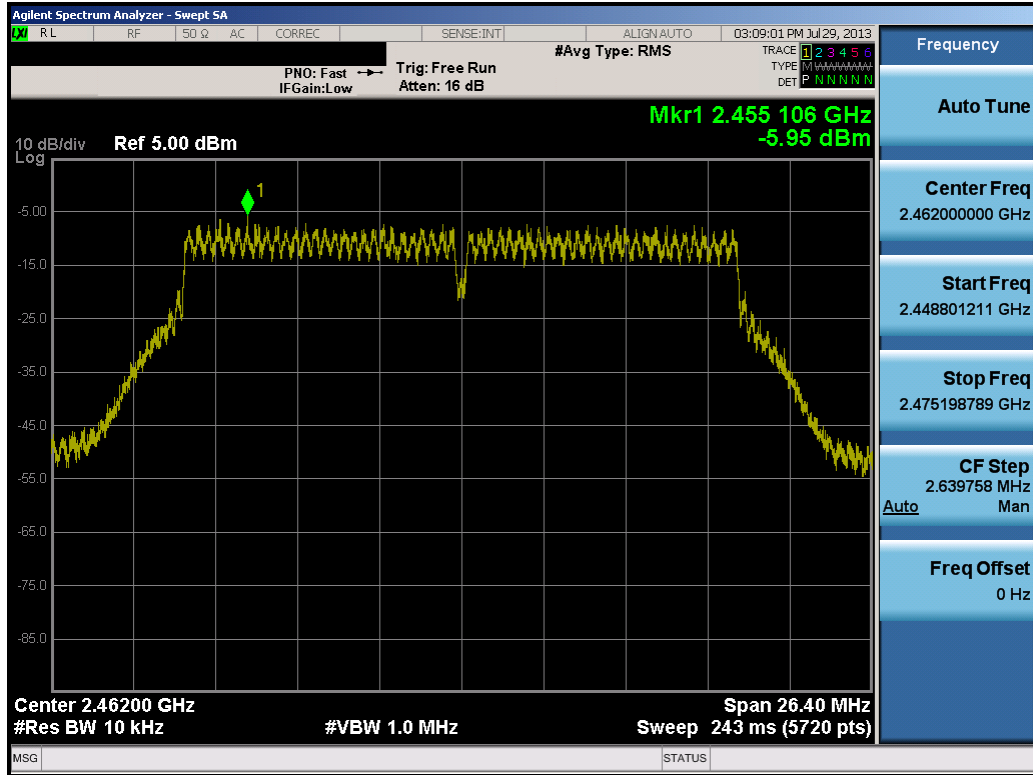 Agilent Spectrum Analyzer - Swept SA
LXI RL RF 50 Ω AC CORREC SENSE:INT ALIGN AUTO 03:09:01 PM Jul 29, 2013
#Avg Type: RMS
TRACE 1 2 3 4 5 6
PNO: Fast Trig: Free Run
TYPE M WWWWW
IFGain:Low Atten: 16 dB
DET P N N N N N
Mkr1 2.455 106 GHz
-5.95 dBm
10 dB/div Ref 5.00 dBm
Log
1
-5.00
-15.0
-25.0
-35.0
-45.0
-55.0
-65.0
-75.0
-85.0
Center 2.46200 GHz Span 26.40 MHz
#Res BW 10 kHz #VBW 1.0 MHz Sweep 243 ms (5720 pts)
MSG STATUS
Frequency
Auto Tune
Center Freq
2.462000000 GHz
Start Freq
2.448801211 GHz
Stop Freq
2.475198789 GHz
CF Step
2.639758 MHz
Auto Man
Freq Offset
0 Hz